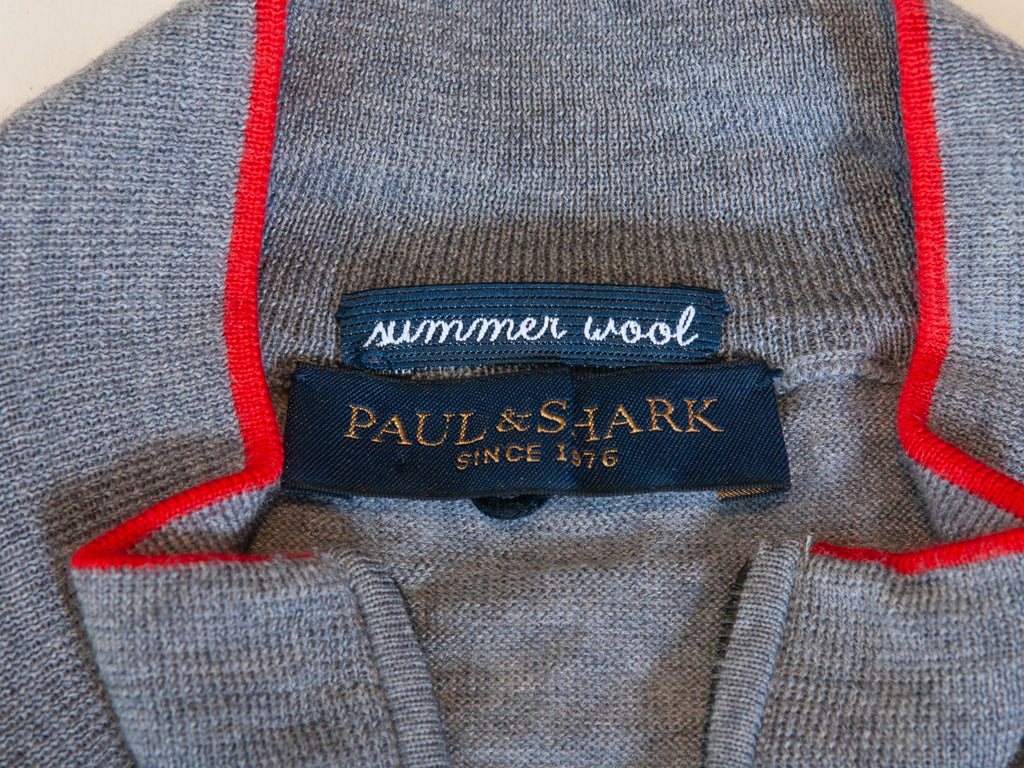 summer wool
PAUL & SHARK
SINCE 1976